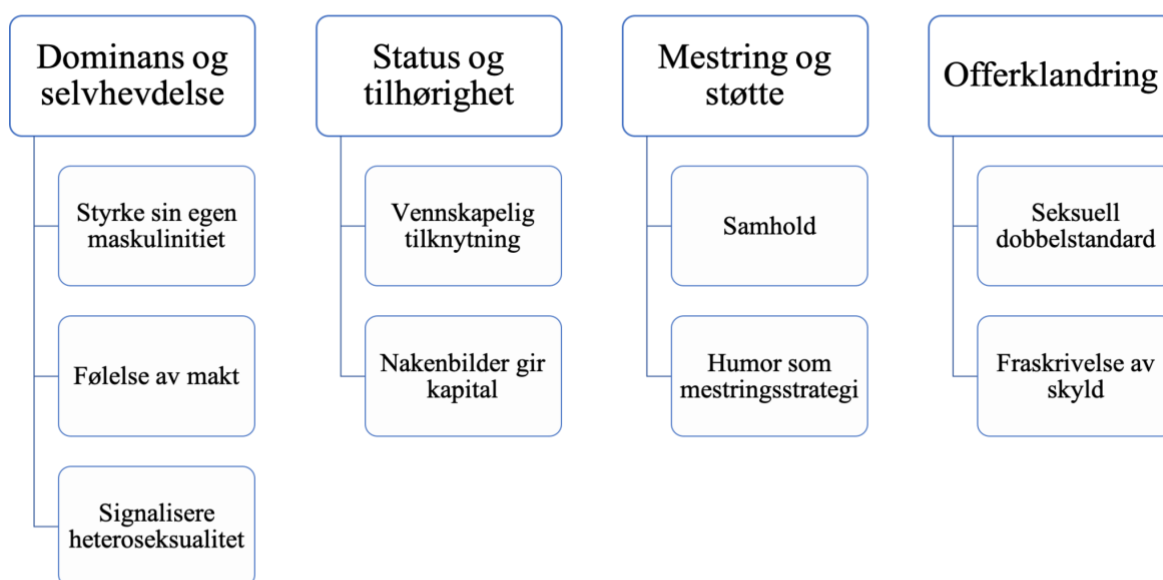 Dominans og
selvhevdelse
Styrke sin egen
maskulinitiet
Følelse av makt
Signalisere
heteroseksualitet
Status og
tilhørighet
Vennskapelig
tilknytning
Nakenbilder gir
kapital
Mestring og
støtte
Samhold
Humor som
mestringsstrategi
Offerklandring
Seksuell
dobbelstandard
Fraskrivelse av
skyld